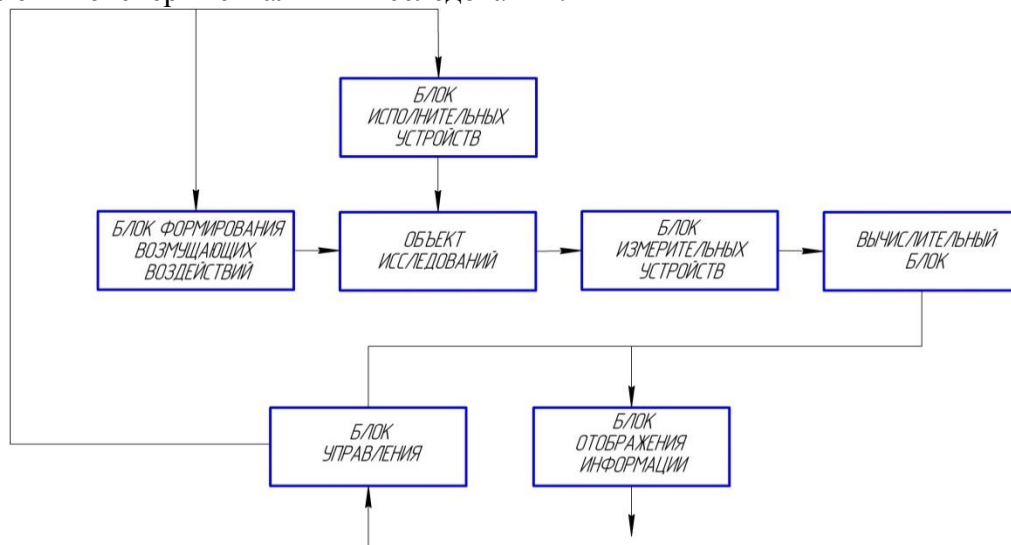 БЛОК
ИСПОЛНИТЕЛЬНЫХ
УСТРОЙСТВ
БЛОК ФОРМИРОВАНИЯ
ВОЗМУЩАЮЩИХ
ВОЗДЕЙСТВИЙ
ОБЪЕКТ
ИССЛЕДОВАНИЙ
БЛОК
ИЗМЕРИТЕЛЬНЫХ
УСТРОЙСТВ
ВЫЧИСЛИТЕЛЬНЫЙ
БЛОК
БЛОК
УПРАВЛЕНИЯ
БЛОК
ОТОБРАЖЕНИЯ
ИНФОРМАЦИИ